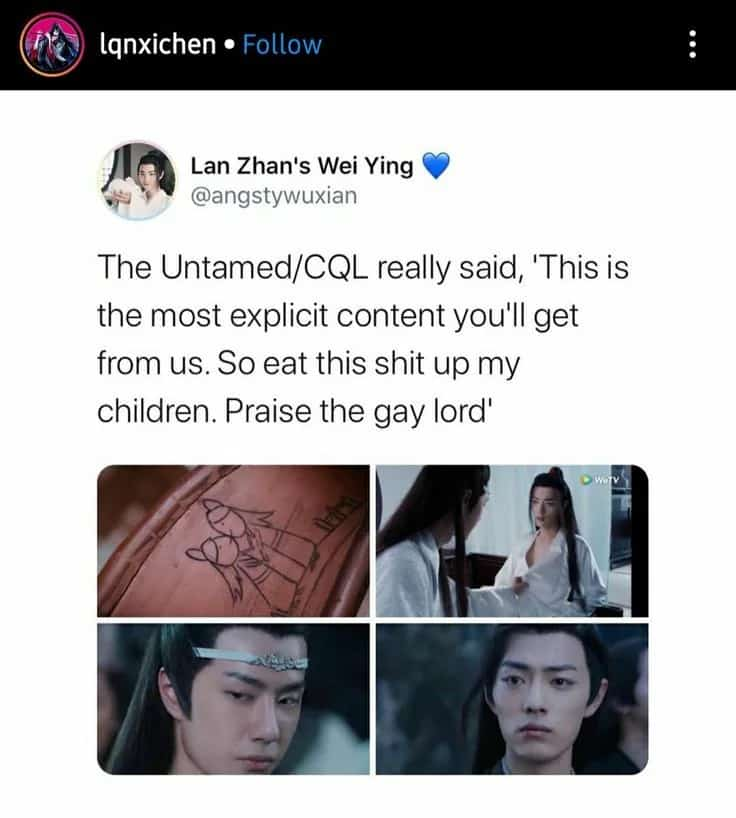 lqnxichen • Follow
Lan Zhan's Wei Ying 💙
@angstywuxian
The Untamed/CQL really said, 'This is
the most explicit content you'll get
from us. So eat this shit up my
children. Praise the gay lord'
WeTV